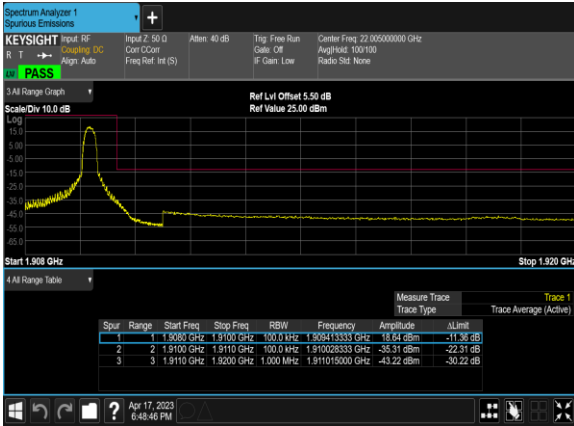 Spectrum Analyzer 1
Spurious Emissions
+
KEYSIGHT Input: RF Input Z: 50 Ω Atten: 40 dB Trig: Free Run Center Freq: 22.005000000 GHz
R T Coupling: DC Corr CCorr Gate: Off Avg|Hold: 100/100
Align: Auto Freq Ref: Int (S) IF Gain: Low Radio Std: None
PASS
3 All Range Graph
Ref Lvl Offset 5.50 dB
Scale/Div 10.0 dB Ref Value 25.00 dBm
Log
15.0
5.00
-5.00
-15.0
-25.0
-35.0
-45.0
-55.0
-65.0
Start 1.908 GHz Stop 1.920 GHz
4 All Range Table
Measure Trace Trace 1
Trace Type Trace Average (Active)
Spur Range Start Freq Stop Freq RBW Frequency Amplitude ΔLimit
1 1 1.9080 GHz 1.9100 GHz 100.0 kHz 1.909413333 GHz 18.64 dBm -11.36 dB
2 2 1.9100 GHz 1.9110 GHz 100.0 kHz 1.910028333 GHz -35.31 dBm -22.31 dB
3 3 1.9110 GHz 1.9200 GHz 1.000 MHz 1.911015000 GHz -43.22 dBm -30.22 dB
? Apr 17, 2023
6:48:46 PM